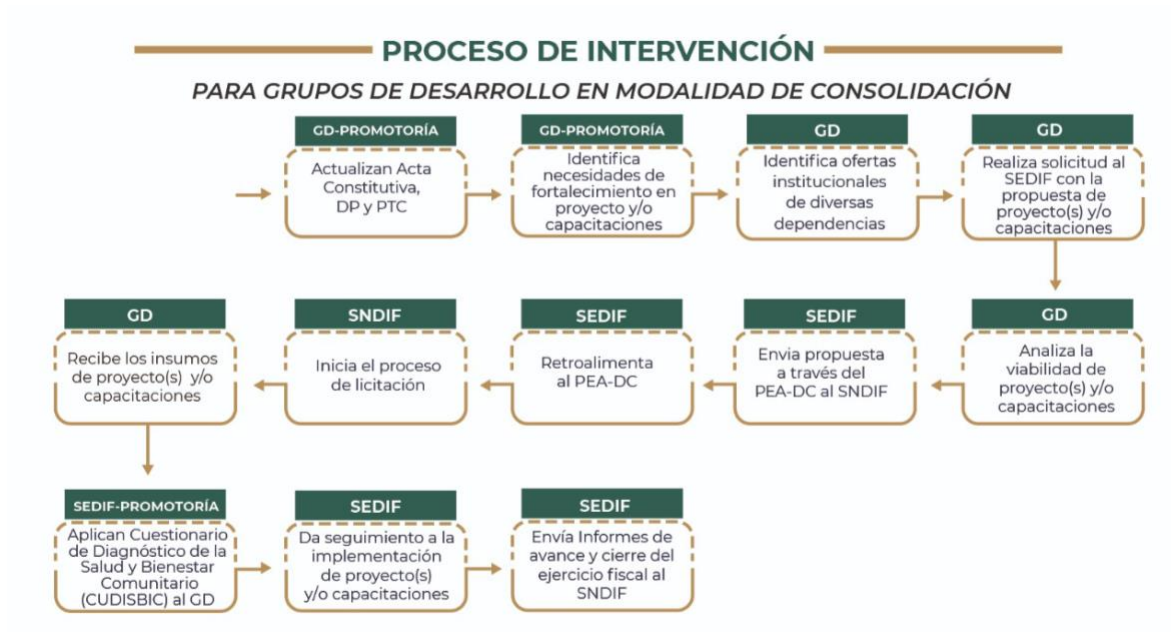 PROCESO DE INTERVENCIÓN
PARA GRUPOS DE DESARROLLO EN MODALIDAD DE CONSOLIDACIÓN
GD-PROMOTORÍA
Actualizan Acta
Constitutiva,
DP y PTC
GD-PROMOTORÍA
Identifica
necesidades de
fortalecimiento en
proyecto y/o
capacitaciones
GD
Identifica ofertas
institucionales
de diversas
dependencias
GD
Realiza solicitud al
SEDIF con la
propuesta de
proyecto(s) y/o
capacitaciones
GD
Analiza la
viabilidad de
proyecto(s) y/o
capacitaciones
SEDIF
Envia propuesta
a través del
PEA-DC al SNDIF
SEDIF
Retroalimenta
al PEA-DC
SNDIF
Inicia el proceso
de licitación
GD
Recibe los insumos
de proyecto(s) y/o
capacitaciones
SEDIF-PROMOTORÍA
Aplican Cuestionario
de Diagnóstico de la
Salud y Bienestar
Comunitario
(CUDISBIC) al GD
SEDIF
Da seguimiento a la
implementación
de proyecto(s)
y/o capacitaciones
SEDIF
Envía Informes de
avance y cierre del
ejercicio fiscal al
SNDIF